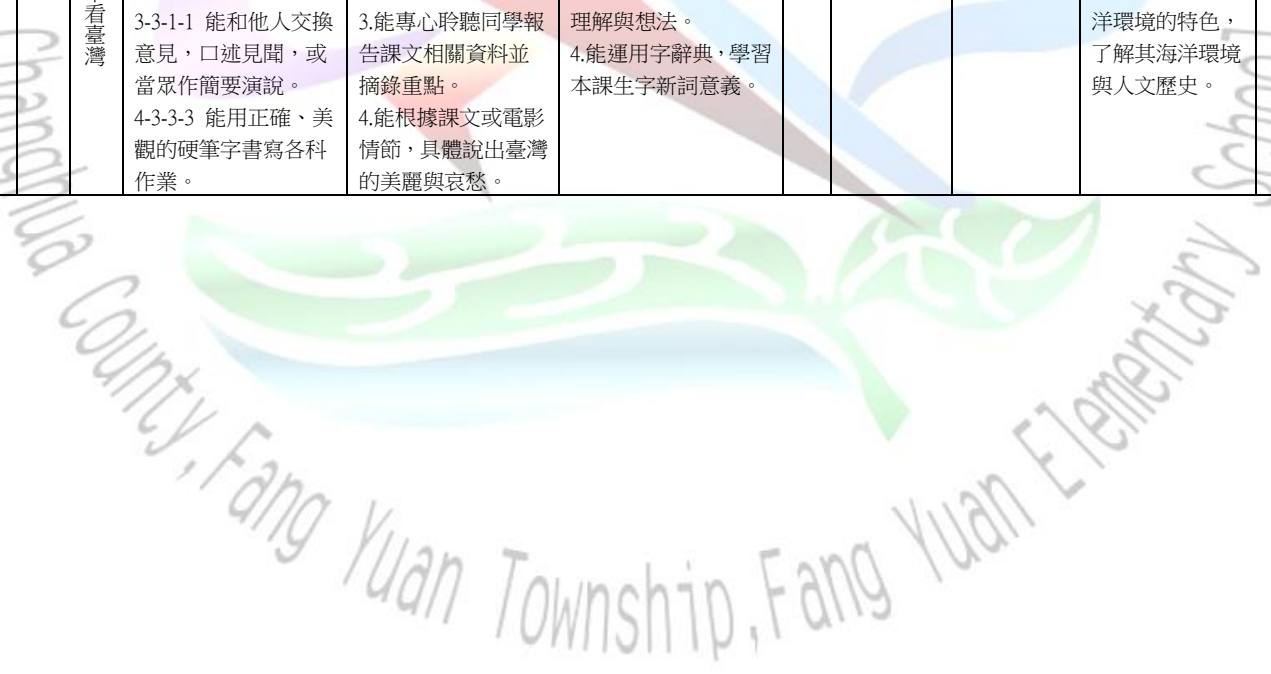 看臺灣
3-3-1-1 能和他人交換
意見，口述見聞，或
當眾作簡要演說。
4-3-3-3 能用正確、美
觀的硬筆字書寫各科
作業。
3.能專心聆聽同學報
告課文相關資料並
摘錄重點。
4.能根據課文或電影
情節，具體說出臺灣
的美麗與哀愁。
理解與想法。
4.能運用字辭典，學習
本課生字新詞意義。
洋環境的特色，
了解其海洋環境
與人文歷史。
Changhua County, Fang Yuan Township, Fang Yuan Elementary School